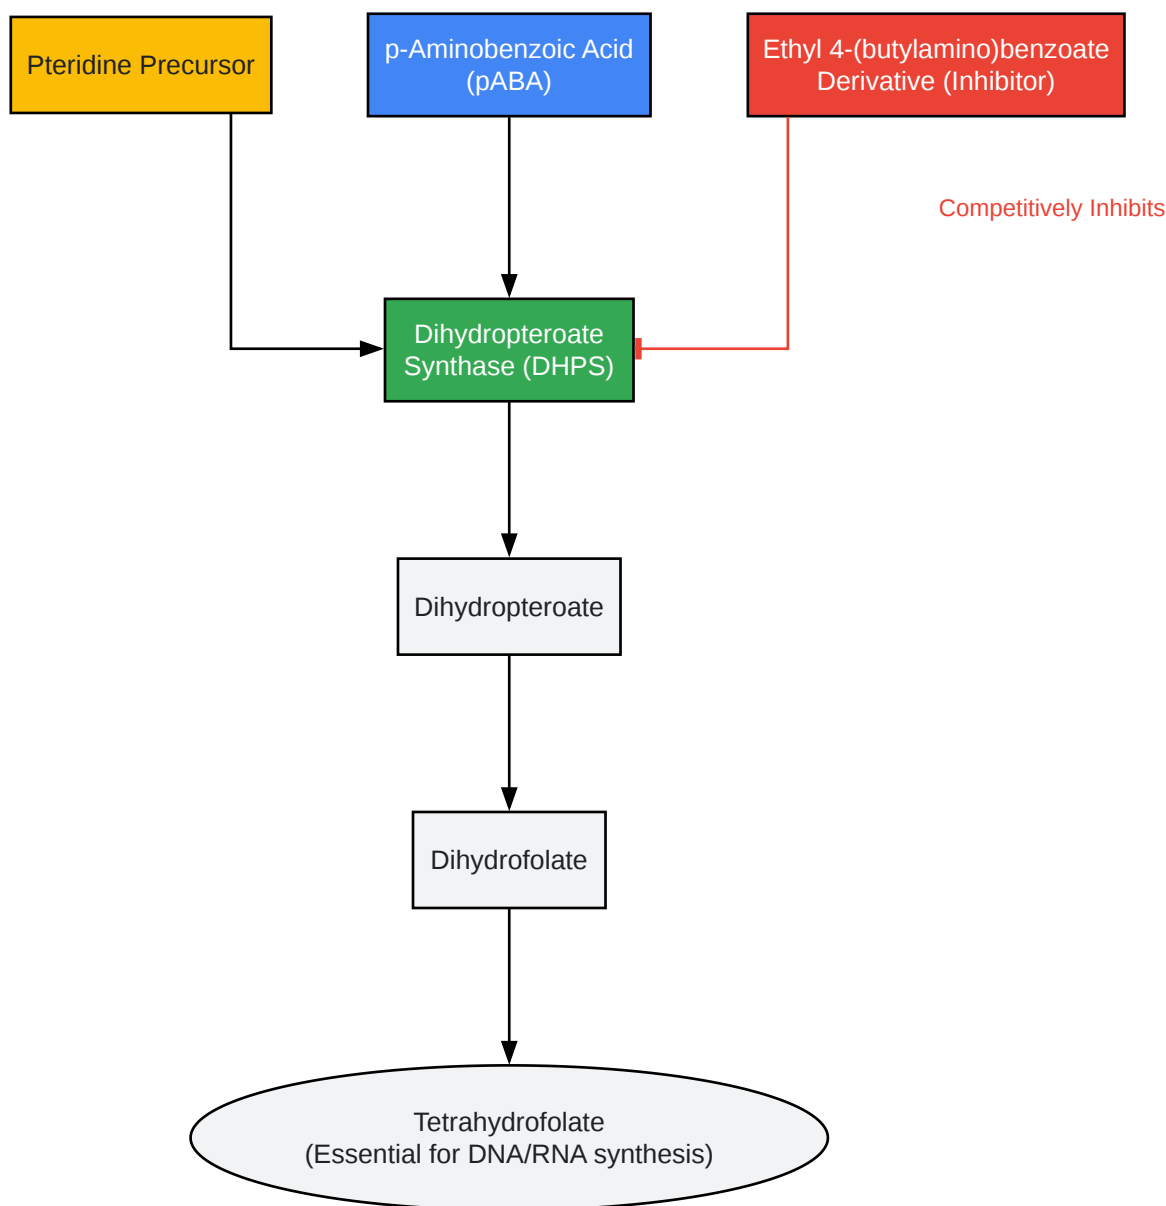 Pteridine Precursor
p-Aminobenzoic Acid
(pABA)
Ethyl 4-(butylamino)benzoate
Derivative (Inhibitor)
Competitively Inhibits
Dihydropteroate
Synthase (DHPS)
Dihydropteroate
Dihydrofolate
Tetrahydrofolate
(Essential for DNA/RNA synthesis)